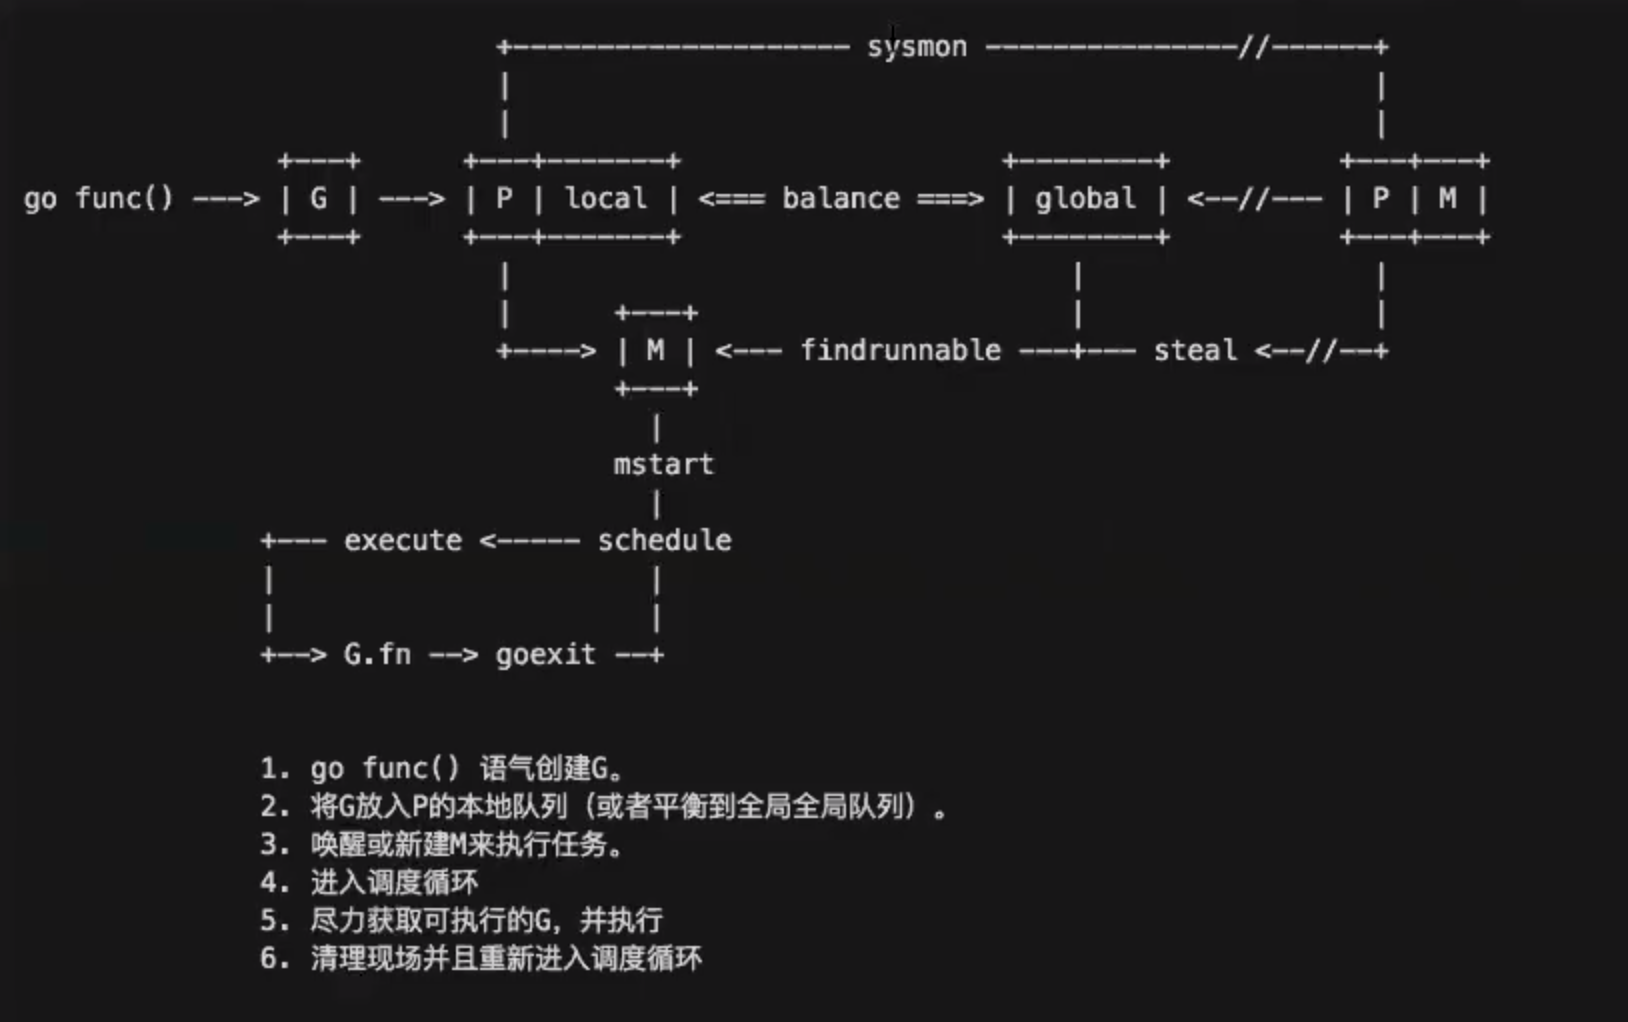 +-------------------- sysmon ---------------//------+
|                                                   |
|                                                   |
+---+ +---+-------+ +--------+ +---+---+
go func() ---> | G | ---> | P | local | <=== balance ===> | global | <--//--- | P | M |
+---+ +---+-------+ +--------+ +---+---+
| | |
| +---+ | |
+----> | M | <--- findrunnable ---+--- steal <--//--+
+---+
|
mstart
|
+--- execute <----- schedule
| |
| |
+--> G.fn --> goexit --+
1. go func() 语气创建G。
2. 将G放入P的本地队列（或者平衡到全局全局队列）。
3. 唤醒或新建M来执行任务。
4. 进入调度循环
5. 尽力获取可执行的G，并执行
6. 清理现场并且重新进入调度循环